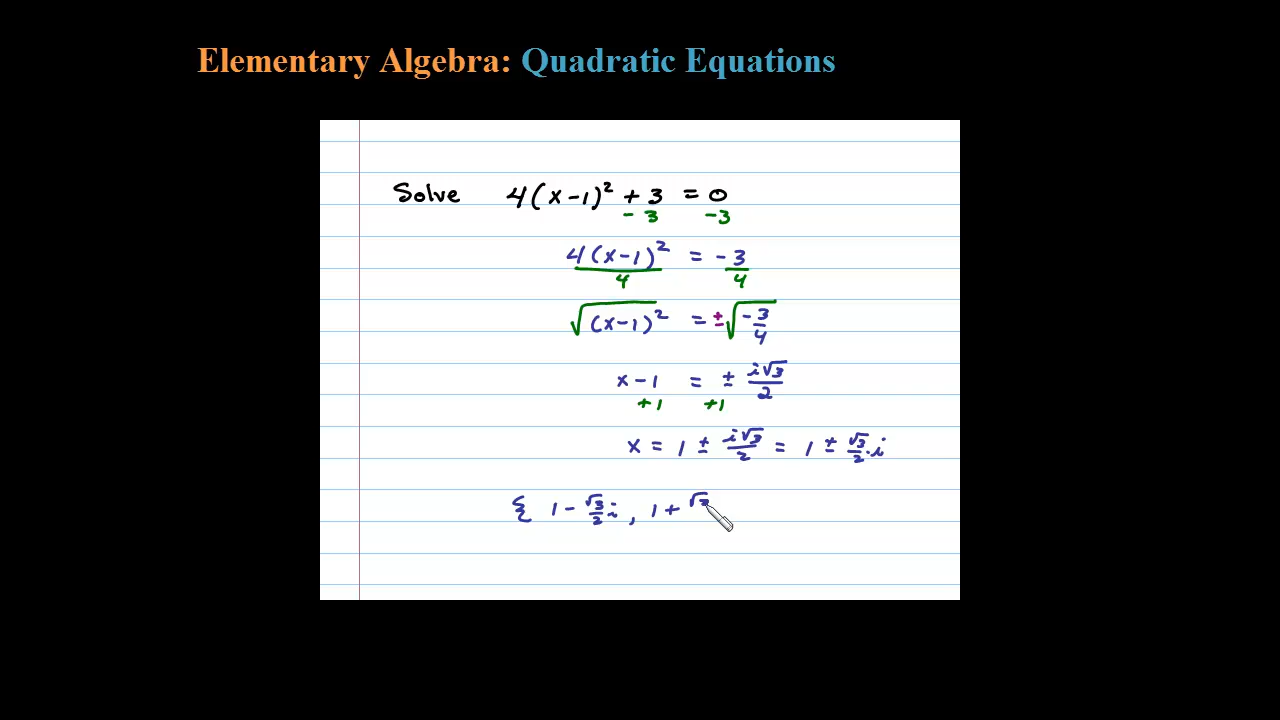 Elementary Algebra: Quadratic Equations
Solve 4(x-1)² + 3 = 0
- 3 -3
4(x-1)² = -3
4 4
√(x-1)² = ±√-3/4
x-1 = ± i√3/2
+1 +1
x = 1 ± i√3/2 = 1 ± √3/2·i
{ 1 - √3/2 i, 1 + √3